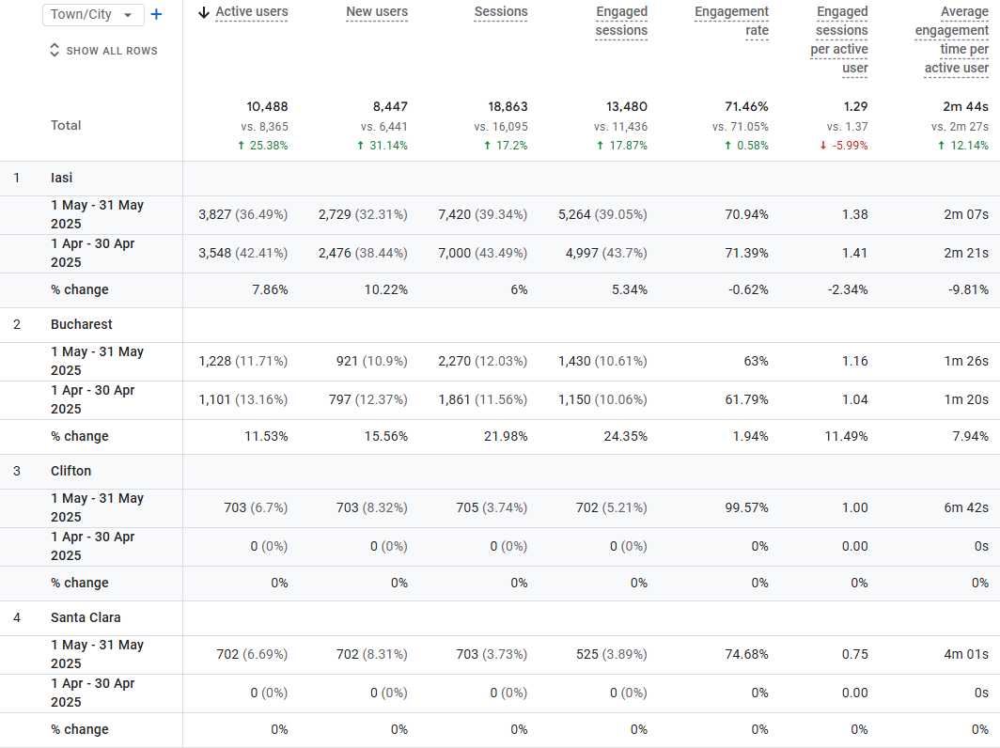 Town/City
SHOW ALL ROWS
Active users New users Sessions Engaged sessions Engagement rate Engaged sessions per active user Average engagement time per active user
Total
10,488 8,447 18,863 13,480 71.46% 1.29 2m 44s
vs. 8,365 vs. 6,441 vs. 16,095 vs. 11,436 vs. 71.05% vs. 1.37 vs. 2m 27s
↑ 25.38% ↑ 31.14% ↑ 17.2% ↑ 17.87% ↑ 0.58% ↓ -5.99% ↑ 12.14%
1 Iasi
1 May - 31 May 2025 3,827 (36.49%) 2,729 (32.31%) 7,420 (39.34%) 5,264 (39.05%) 70.94% 1.38 2m 07s
1 Apr - 30 Apr 2025 3,548 (42.41%) 2,476 (38.44%) 7,000 (43.49%) 4,997 (43.7%) 71.39% 1.41 2m 21s
% change 7.86% 10.22% 6% 5.34% -0.62% -2.34% -9.81%
2 Bucharest
1 May - 31 May 2025 1,228 (11.71%) 921 (10.9%) 2,270 (12.03%) 1,430 (10.61%) 63% 1.16 1m 26s
1 Apr - 30 Apr 2025 1,101 (13.16%) 797 (12.37%) 1,861 (11.56%) 1,150 (10.06%) 61.79% 1.04 1m 20s
% change 11.53% 15.56% 21.98% 24.35% 1.94% 11.49% 7.94%
3 Clifton
1 May - 31 May 2025 703 (6.7%) 703 (8.32%) 705 (3.74%) 702 (5.21%) 99.57% 1.00 6m 42s
1 Apr - 30 Apr 2025 0 (0%) 0 (0%) 0 (0%) 0 (0%) 0% 0.00 0s
% change 0% 0% 0% 0% 0% 0% 0%
4 Santa Clara
1 May - 31 May 2025 702 (6.69%) 702 (8.31%) 703 (3.73%) 525 (3.89%) 74.68% 0.75 4m 01s
1 Apr - 30 Apr 2025 0 (0%) 0 (0%) 0 (0%) 0 (0%) 0% 0.00 0s
% change 0% 0% 0% 0% 0% 0% 0%